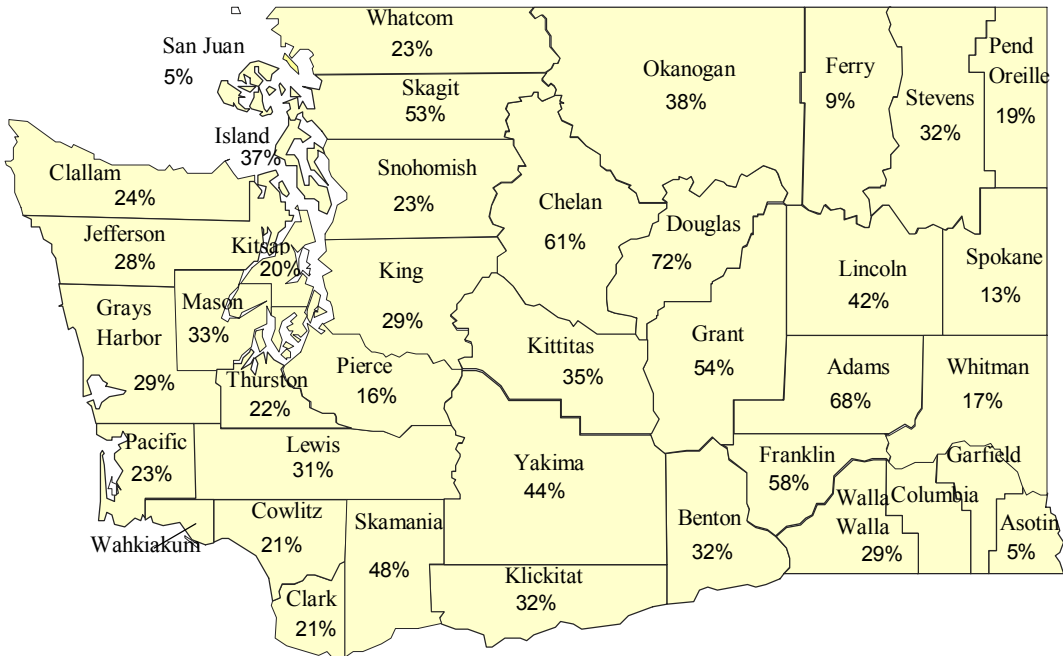 Whatcom
23%
San Juan
5%
Skagit
53%
Island
37%
Okanogan
38%
Ferry
9%
Stevens
32%
Pend
Oreille
19%
Clallam
24%
Snohomish
23%
Chelan
61%
Douglas
72%
Jefferson
28%
Kitsap
20%
King
29%
Lincoln
42%
Spokane
13%
Grays
Harbor
29%
Mason
33%
Kittitas
35%
Grant
54%
Thurston
22%
Pierce
16%
Adams
68%
Whitman
17%
Pacific
23%
Lewis
31%
Yakima
44%
Franklin
58%
Garfield
Wahkiakum
Cowlitz
21%
Skamania
48%
Benton
32%
Walla
Walla
29%
Columbia
Asotin
5%
Clark
21%
Klickitat
32%